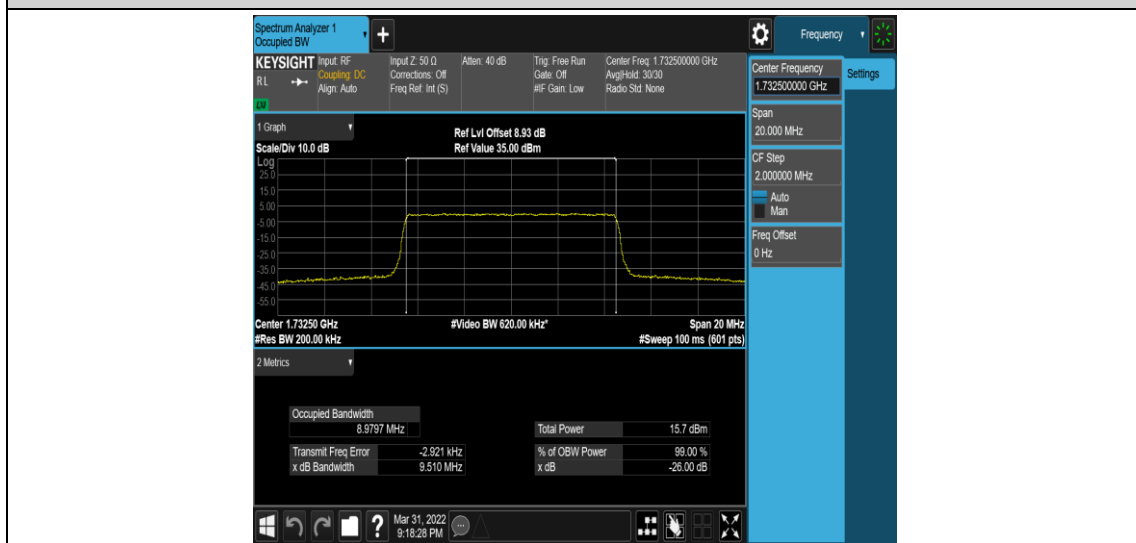 Spectrum Analyzer 1
Occupied BW
+
Frequency
KEYSIGHT Input: RF Input Z: 50 Ω Atten: 40 dB Trig: Free Run Center Freq: 1.732500000 GHz
RL Coupling: DC Corrections: Off Gate: Off Avg|Hold: 30/30
Align: Auto Freq Ref: Int (S) #IF Gain: Low Radio Std: None
LXI
Center Frequency
1.732500000 GHz
Settings
Span
20.000 MHz
CF Step
2.000000 MHz
Auto
Man
Freq Offset
0 Hz
1 Graph
Ref Lvl Offset 8.93 dB
Scale/Div 10.0 dB Ref Value 35.00 dBm
Log
25.0
15.0
5.00
-5.00
-15.0
-25.0
-35.0
-45.0
-55.0
Center 1.73250 GHz #Video BW 620.00 kHz* Span 20 MHz
#Res BW 200.00 kHz #Sweep 100 ms (601 pts)
2 Metrics
Occupied Bandwidth
8.9797 MHz Total Power 15.7 dBm
Transmit Freq Error -2.921 kHz % of OBW Power 99.00 %
x dB Bandwidth 9.510 MHz x dB -26.00 dB
?
Mar 31, 2022
9:18:28 PM